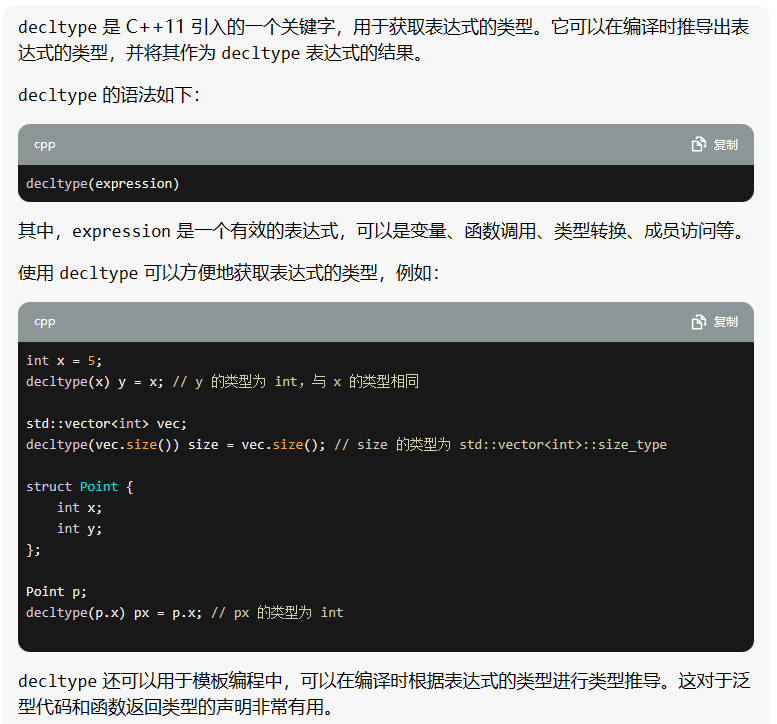 decltype 是 C++11 引入的一个关键字，用于获取表达式的类型。它可以在编译时推导出表
达式的类型，并将其作为 decltype 表达式的结果。
decltype 的语法如下：
cpp 复制
decltype(expression)
其中，expression 是一个有效的表达式，可以是变量、函数调用、类型转换、成员访问等。
使用 decltype 可以方便地获取表达式的类型，例如：
cpp 复制
int x = 5;
decltype(x) y = x; // y 的类型为 int，与 x 的类型相同
std::vector<int> vec;
decltype(vec.size()) size = vec.size(); // size 的类型为 std::vector<int>::size_type
struct Point {
    int x;
    int y;
};
Point p;
decltype(p.x) px = p.x; // px 的类型为 int
decltype 还可以用于模板编程中，可以在编译时根据表达式的类型进行类型推导。这对于泛
型代码和函数返回类型的声明非常有用。